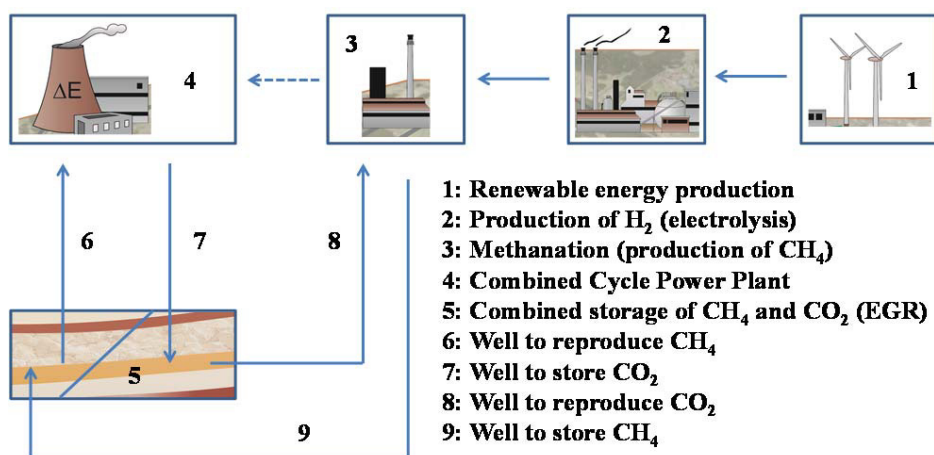 ΔE
4
3
2
1
6
7
8
5
9
1: Renewable energy production
2: Production of H₂ (electrolysis)
3: Methanation (production of CH₄)
4: Combined Cycle Power Plant
5: Combined storage of CH₄ and CO₂ (EGR)
6: Well to reproduce CH₄
7: Well to store CO₂
8: Well to reproduce CO₂
9: Well to store CH₄